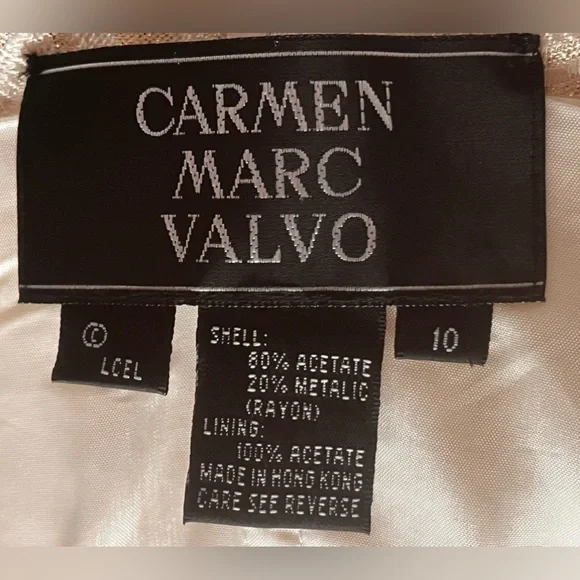 CARMEN
MARC
VALVO
©
LCEL
SHELL:
80% ACETATE
20% METALIC
(RAYON)
LINING:
100% ACETATE
MADE IN HONG KONG
CARE SEE REVERSE
10